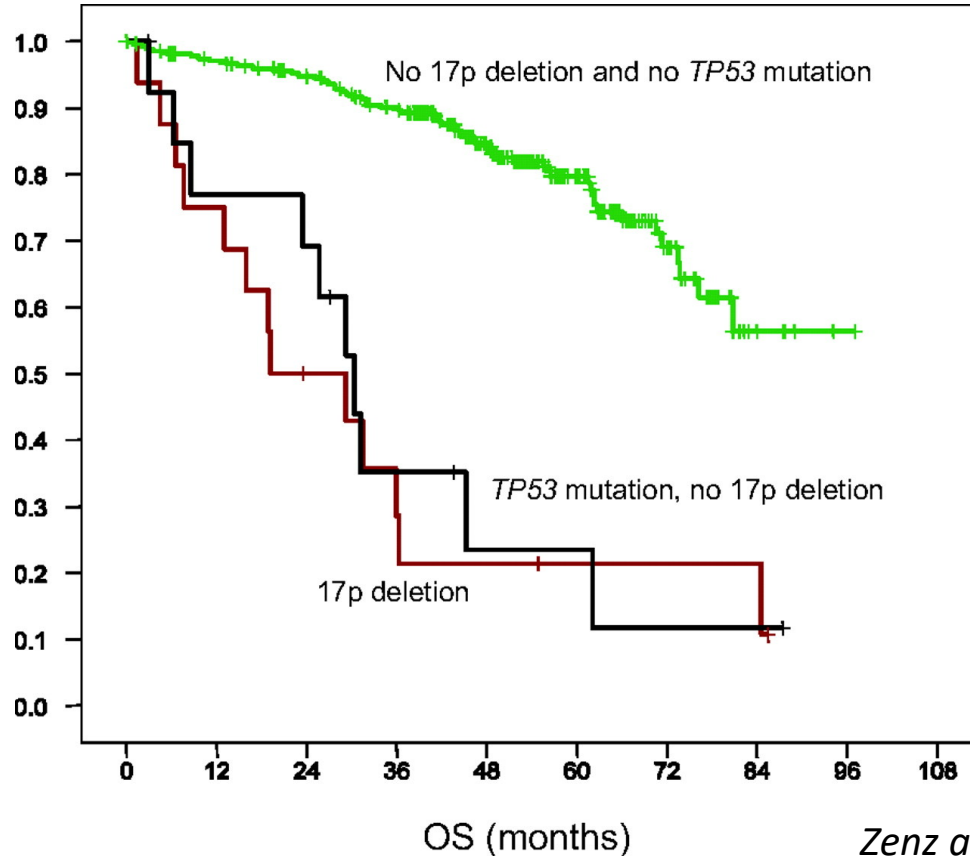 1.0
No 17p deletion and no TP53 mutation
0.9
0.8
0.7
0.6
0.5
0.4
TP53 mutation, no 17p deletion
0.3
0.2
17p deletion
0.1
0.0
0 12 24 36 48 60 72 84 96 108
OS (months)
Zenz a